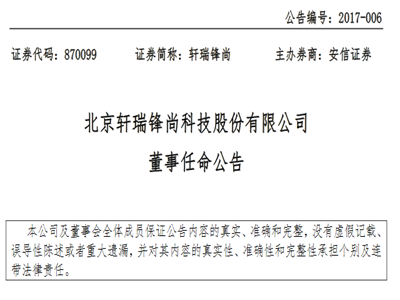 公告编号：2017-006
证券代码：870099 证券简称：轩瑞锋尚 主办券商：安信证券
北京轩瑞锋尚科技股份有限公司
董事任命公告
本公司及董事会全体成员保证公告内容的真实、准确和完整，没有虚假记载、
误导性陈述或者重大遗漏，并对其内容的真实性、准确性和完整性承担个别及连
带法律责任。